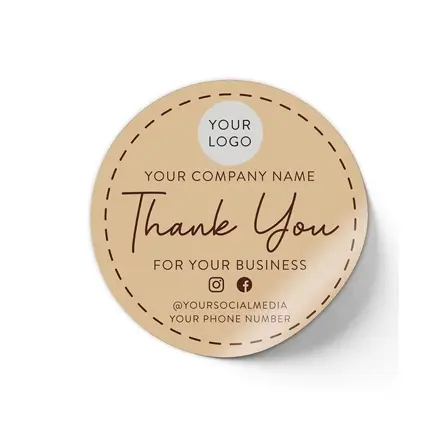 YOUR
LOGO
YOUR COMPANY NAME
Thank You
FOR YOUR BUSINESS
@YOURSOCIALMEDIA
YOUR PHONE NUMBER